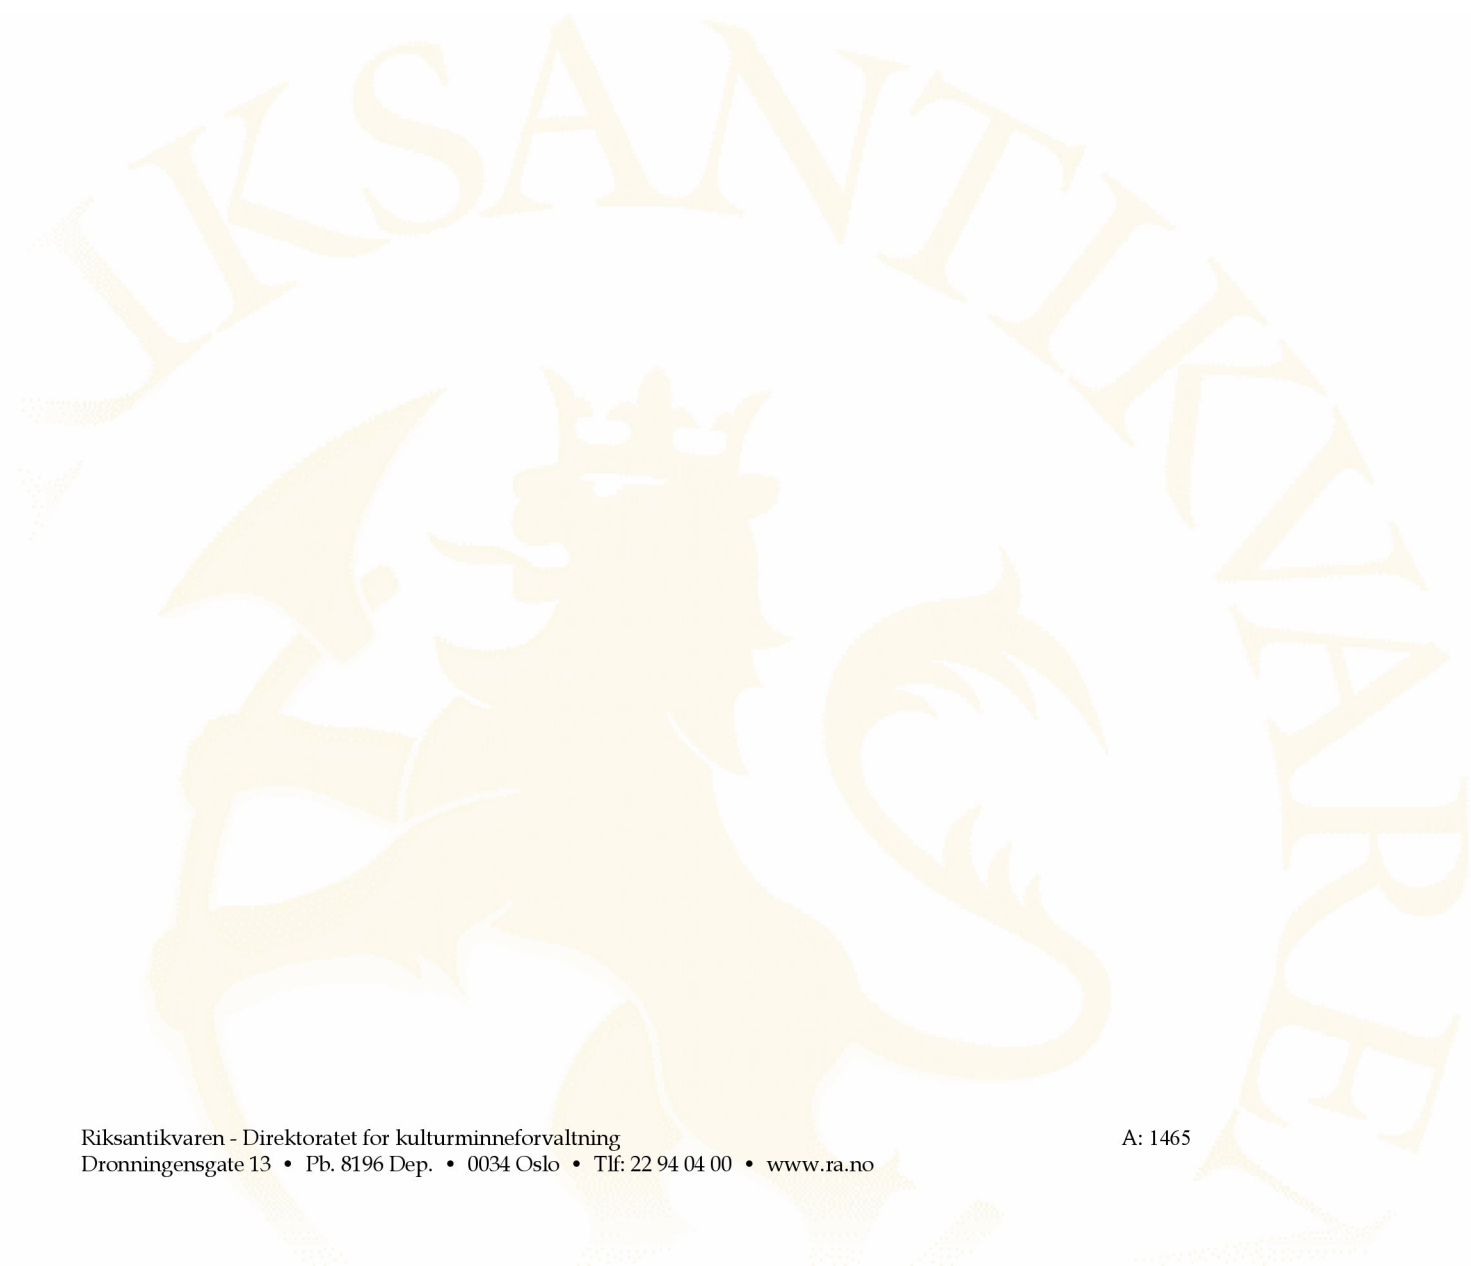 RIKSANTIKVAREN
Riksantikvaren - Direktoratet for kulturminneforvaltning
A: 1465
Dronningensgate 13 • Pb. 8196 Dep. • 0034 Oslo • Tlf: 22 94 04 00 • www.ra.no